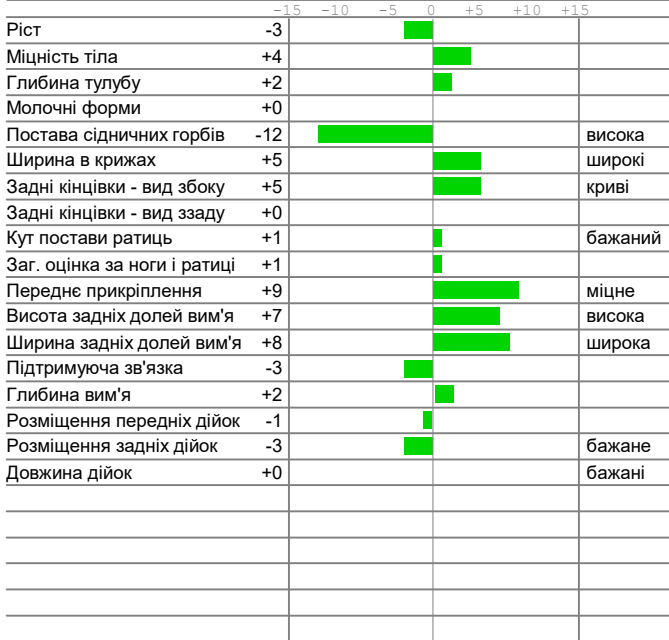 -15 -10 -5 0 +5 +10 +15
Ріст -3
Міцність тіла +4
Глибина тулубу +2
Молочні форми +0
Постава сідничних горбів -12 висока
Ширина в крижах +5 широкі
Задні кінцівки - вид збоку +5 криві
Задні кінцівки - вид ззаду +0
Кут постави ратиць +1 бажаний
Заг. оцінка за ноги і ратиці +1
Переднє прикріплення +9 міцне
Висота задніх долей вим'я +7 висока
Ширина задніх долей вим'я +8 широка
Підтримуюча зв'язка -3
Глибина вим'я +2
Розміщення передніх дійок -1
Розміщення задніх дійок -3 бажане
Довжина дійок +0 бажані